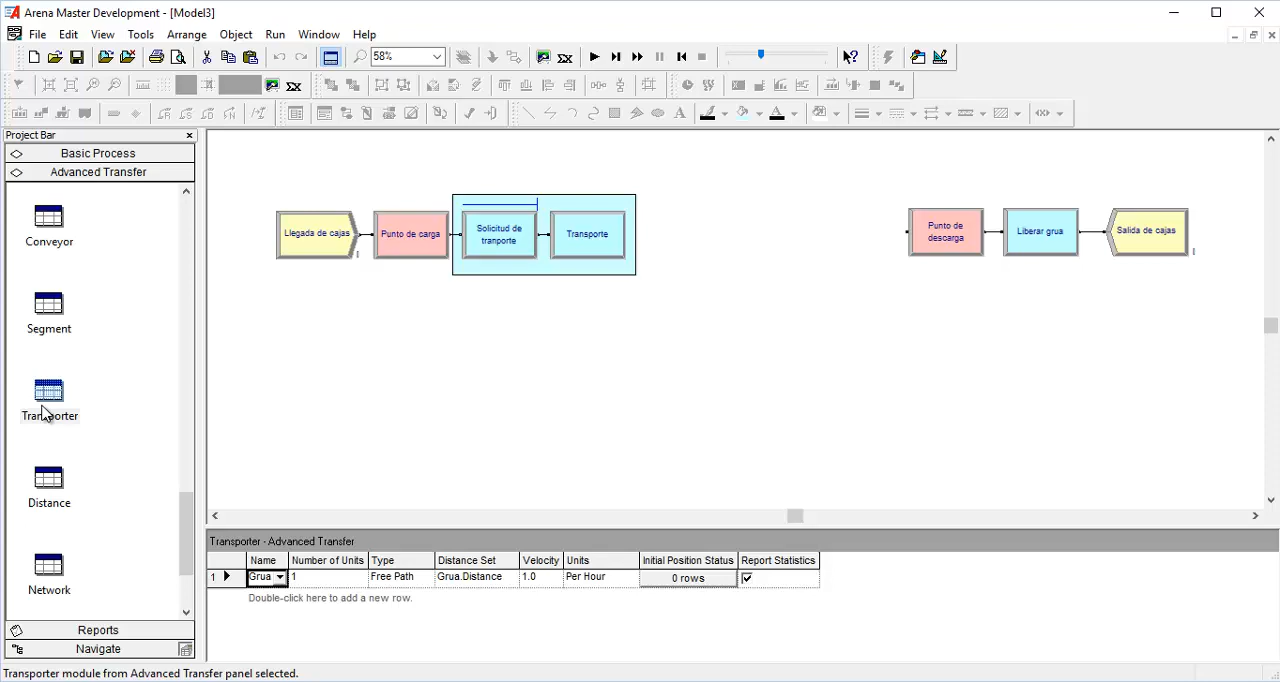 Arena Master Development - [Model3]
File Edit View Tools Arrange Object Run Window Help
58%
Project Bar
Basic Process
Advanced Transfer
Conveyor
Segment
Transporter
Distance
Network
Reports
Navigate
Llegada de cajas
Punto de carga
Solicitud de
tranporte
Transporte
Punto de
descarga
Liberar grua
Salida de cajas
Transporter - Advanced Transfer
Name Number of Units Type Distance Set Velocity Units Initial Position Status Report Statistics
1 Grua 1 Free Path Grua.Distance 1.0 Per Hour 0 rows
Double-click here to add a new row.
Transporter module from Advanced Transfer panel selected.